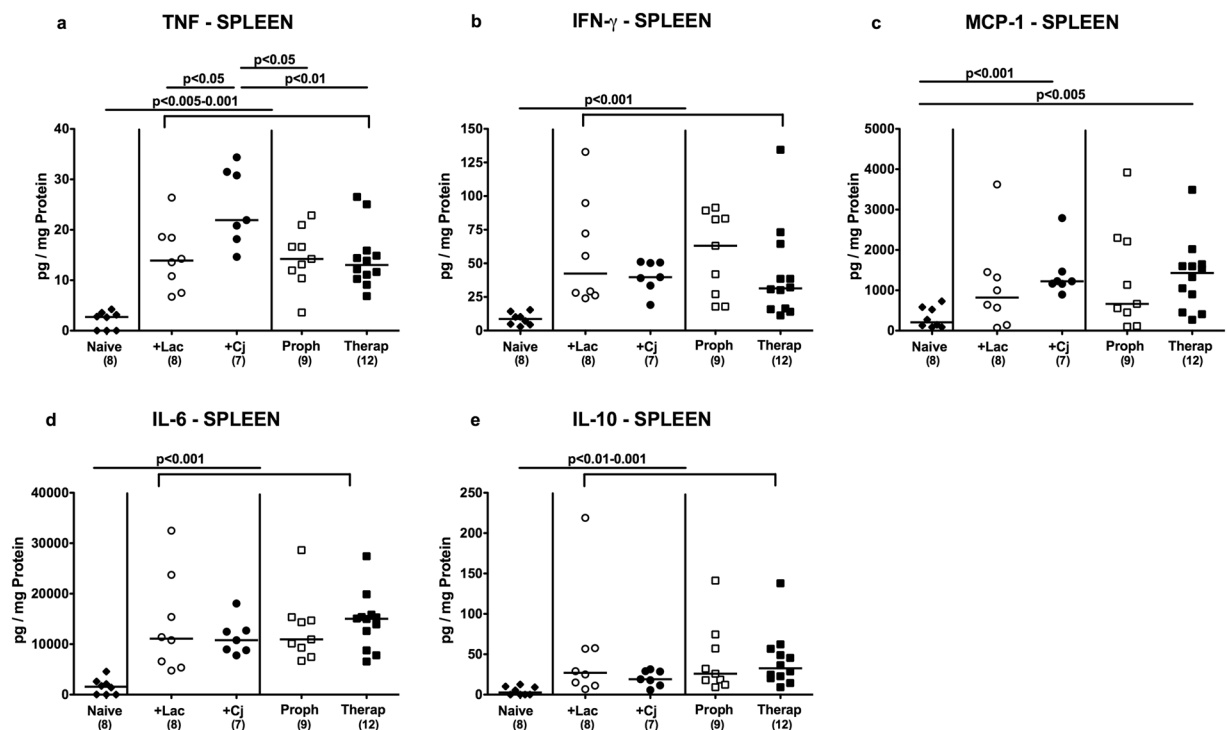 a TNF - SPLEEN
p<0.05
p<0.05 p<0.01
p<0.005-0.001
pg / mg Protein
40
30
20
10
0
Naive +Lac +Cj Proph Therap
(8) (8) (7) (9) (12)
b IFN-γ - SPLEEN
p<0.001
pg / mg Protein
150
125
100
75
50
25
0
Naive +Lac +Cj Proph Therap
(8) (8) (7) (9) (12)
c MCP-1 - SPLEEN
p<0.001
p<0.005
pg / mg Protein
5000
4000
3000
2000
1000
0
Naive +Lac +Cj Proph Therap
(8) (8) (7) (9) (12)
d IL-6 - SPLEEN
p<0.001
pg / mg Protein
40000
30000
20000
10000
0
Naive +Lac +Cj Proph Therap
(8) (8) (7) (9) (12)
e IL-10 - SPLEEN
p<0.01-0.001
pg / mg Protein
250
200
150
100
50
0
Naive +Lac +Cj Proph Therap
(8) (8) (7) (9) (12)